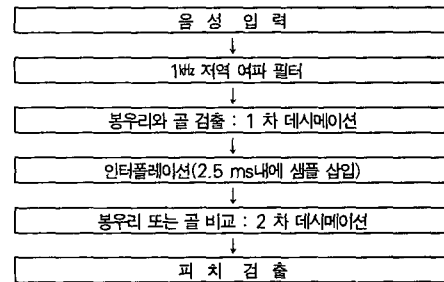 음 성 입 력
1㎑ 저역 여파 필터
봉우리와 골 검출 : 1 차 데시메이션
인터폴레이션(2.5 ms내에 샘플 삽입)
봉우리 또는 골 비교 : 2 차 데시메이션
피 치 검 출